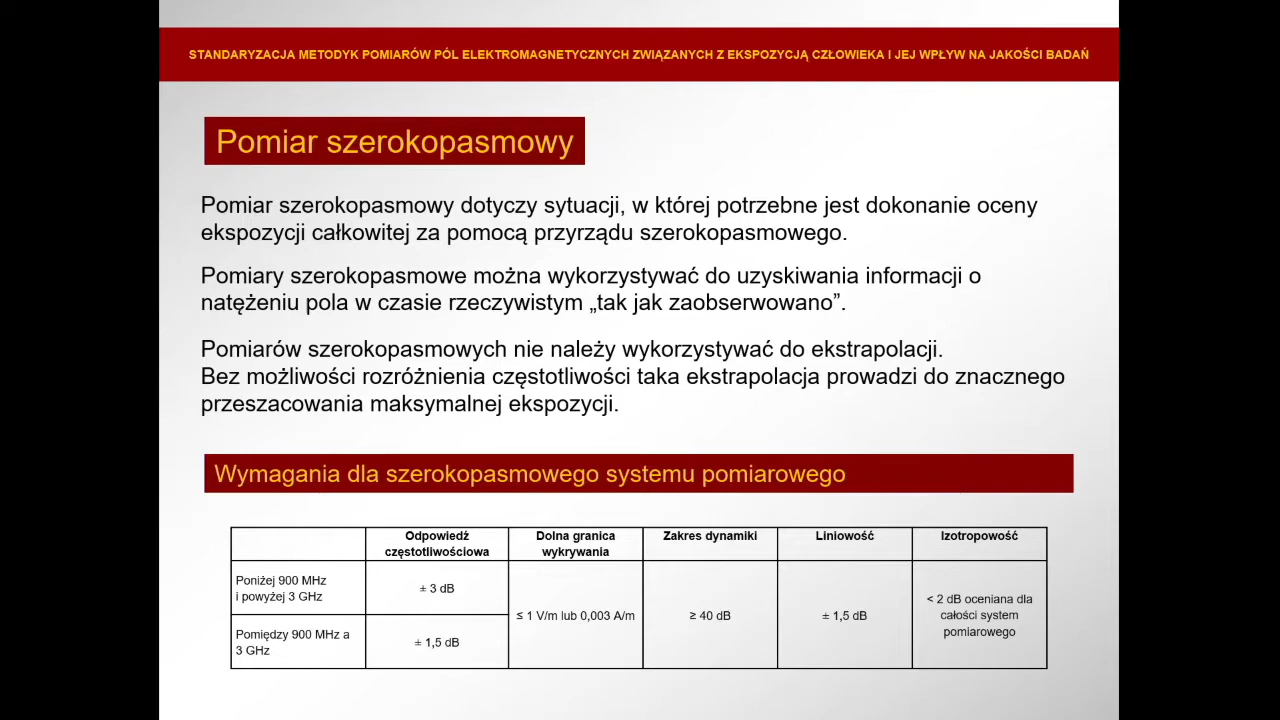 STANDARYZACJA METODYK POMIARÓW PÓL ELEKTROMAGNETYCZNYCH ZWIĄZANYCH Z EKSPOZYCJĄ CZŁOWIEKA I JEJ WPŁYW NA JAKOŚCI BADAŃ
Pomiar szerokopasmowy
Pomiar szerokopasmowy dotyczy sytuacji, w której potrzebne jest dokonanie oceny
ekspozycji całkowitej za pomocą przyrządu szerokopasmowego.
Pomiary szerokopasmowe można wykorzystywać do uzyskiwania informacji o
natężeniu pola w czasie rzeczywistym „tak jak zaobserwowano”.
Pomiarów szerokopasmowych nie należy wykorzystywać do ekstrapolacji.
Bez możliwości rozróżnienia częstotliwości taka ekstrapolacja prowadzi do znacznego
przeszacowania maksymalnej ekspozycji.
Wymagania dla szerokopasmowego systemu pomiarowego
Odpowiedź
częstotliwościowa
Dolna granica
wykrywania
Zakres dynamiki
Liniowość
Izotropowość
Poniżej 900 MHz
i powyżej 3 GHz
± 3 dB
≤ 1 V/m lub 0,003 A/m
≥ 40 dB
± 1,5 dB
< 2 dB oceniana dla
całości system
pomiarowego
Pomiędzy 900 MHz a
3 GHz
± 1,5 dB